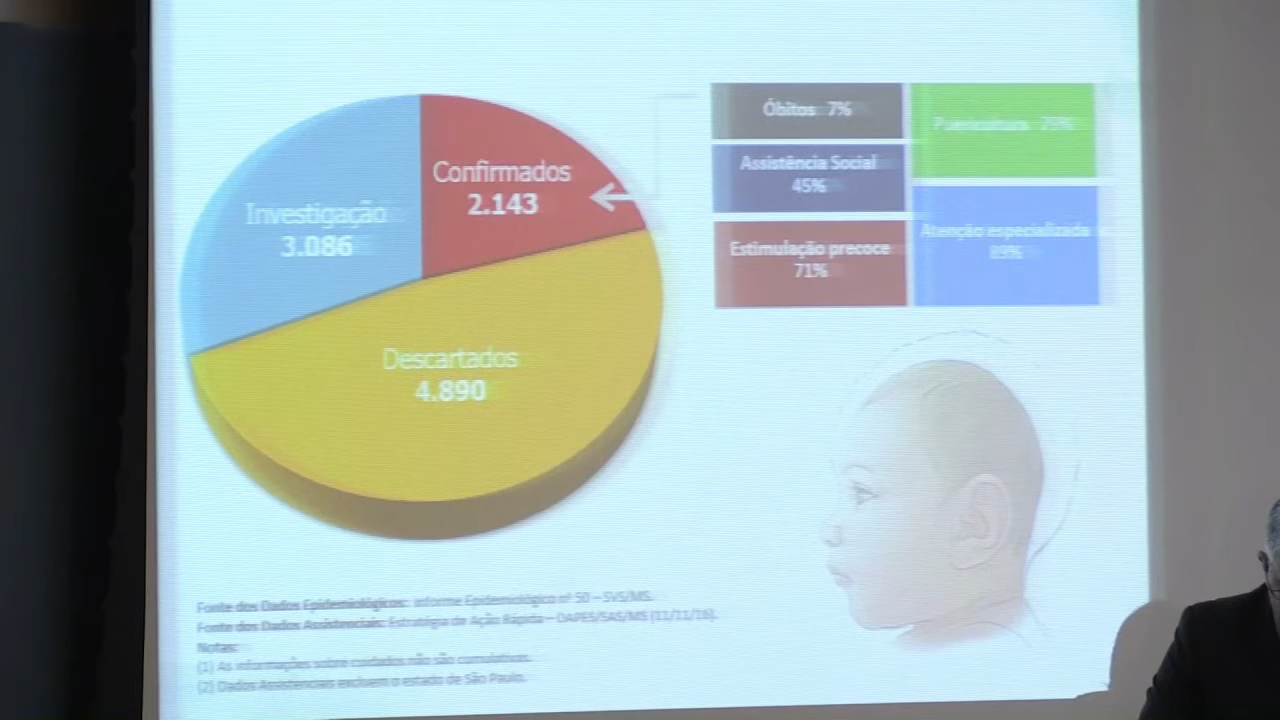 Investigação
3.086
Confirmados
2.143
Descartados
4.890
Óbitos 7%
Assistência Social
45%
Estimulação precoce
71%
Puericultura
Atenção especializada
Fonte dos Dados Epidemiológicos: Informe Epidemiológico nº 50 – SVS/MS.
Fonte dos Dados Assistenciais: Estratégia de Ação Rápida – DAPES/SAS/MS (11/11/16).
Notas:
(1) As informações sobre cuidados não são cumulativos.
(2) Dados Assistenciais excluem o estado de São Paulo.